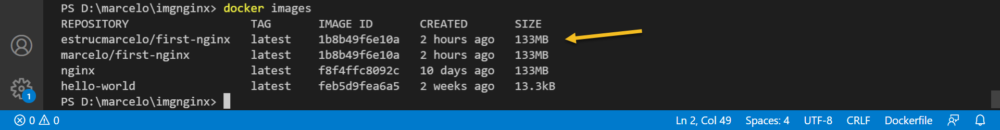 PS D:\marcelo\imgnginx> docker images
REPOSITORY TAG IMAGE ID CREATED SIZE
estrucmarcelo/first-nginx latest 1b8b49f6e10a 2 hours ago 133MB
marcelo/first-nginx latest 1b8b49f6e10a 2 hours ago 133MB
nginx latest f8f4ffc8092c 10 days ago 133MB
hello-world latest feb5d9fea6a5 2 weeks ago 13.3kB
PS D:\marcelo\imgnginx>
1
0 0 Ln 2, Col 49 Spaces: 4 UTF-8 CRLF Dockerfile